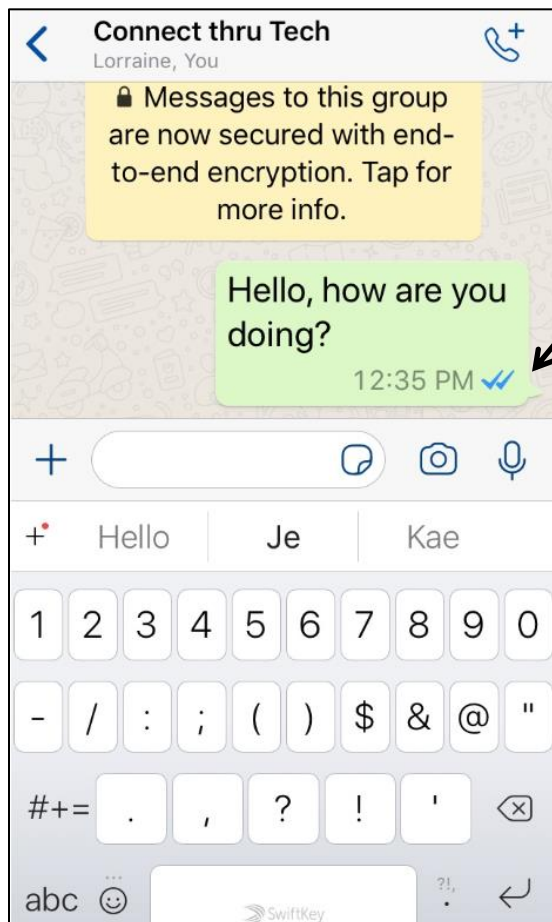 Connect thru Tech
Lorraine, You
Messages to this group
are now secured with end-
to-end encryption. Tap for
more info.
Hello, how are you
doing?
12:35 PM
+
+ Hello Je Kae
1 2 3 4 5 6 7 8 9 0
- / : ; ( ) $ & @ "
#+= . , ? ! '
abc ?!, .
SwiftKey